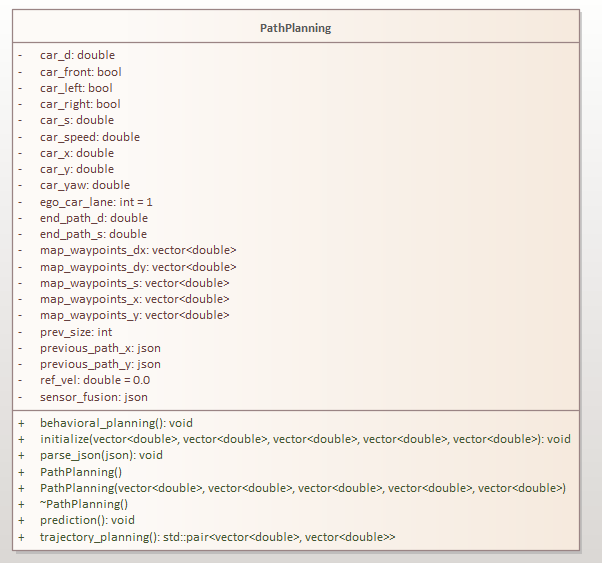 PathPlanning
- car_d: double
- car_front: bool
- car_left: bool
- car_right: bool
- car_s: double
- car_speed: double
- car_x: double
- car_y: double
- car_yaw: double
- ego_car_lane: int = 1
- end_path_d: double
- end_path_s: double
- map_waypoints_dx: vector<double>
- map_waypoints_dy: vector<double>
- map_waypoints_s: vector<double>
- map_waypoints_x: vector<double>
- map_waypoints_y: vector<double>
- prev_size: int
- previous_path_x: json
- previous_path_y: json
- ref_vel: double = 0.0
- sensor_fusion: json
+ behavioral_planning(): void
+ initialize(vector<double>, vector<double>, vector<double>, vector<double>, vector<double>): void
+ parse_json(json): void
+ PathPlanning()
+ PathPlanning(vector<double>, vector<double>, vector<double>, vector<double>, vector<double>)
+ ~PathPlanning()
+ prediction(): void
+ trajectory_planning(): std::pair<vector<double>, vector<double>>